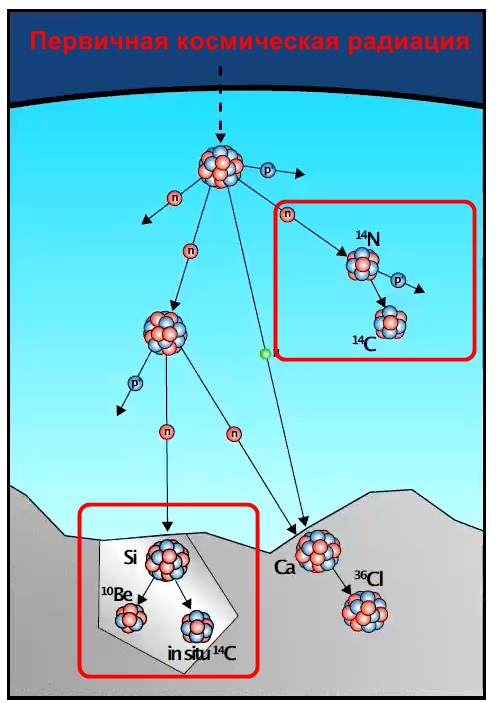 Первичная космическая радиация
p⁺
n
n
n
¹⁴N
p⁺
¹⁴C
p⁺
n
n
Si
Ca
¹⁰Be
³⁶Cl
in situ ¹⁴C